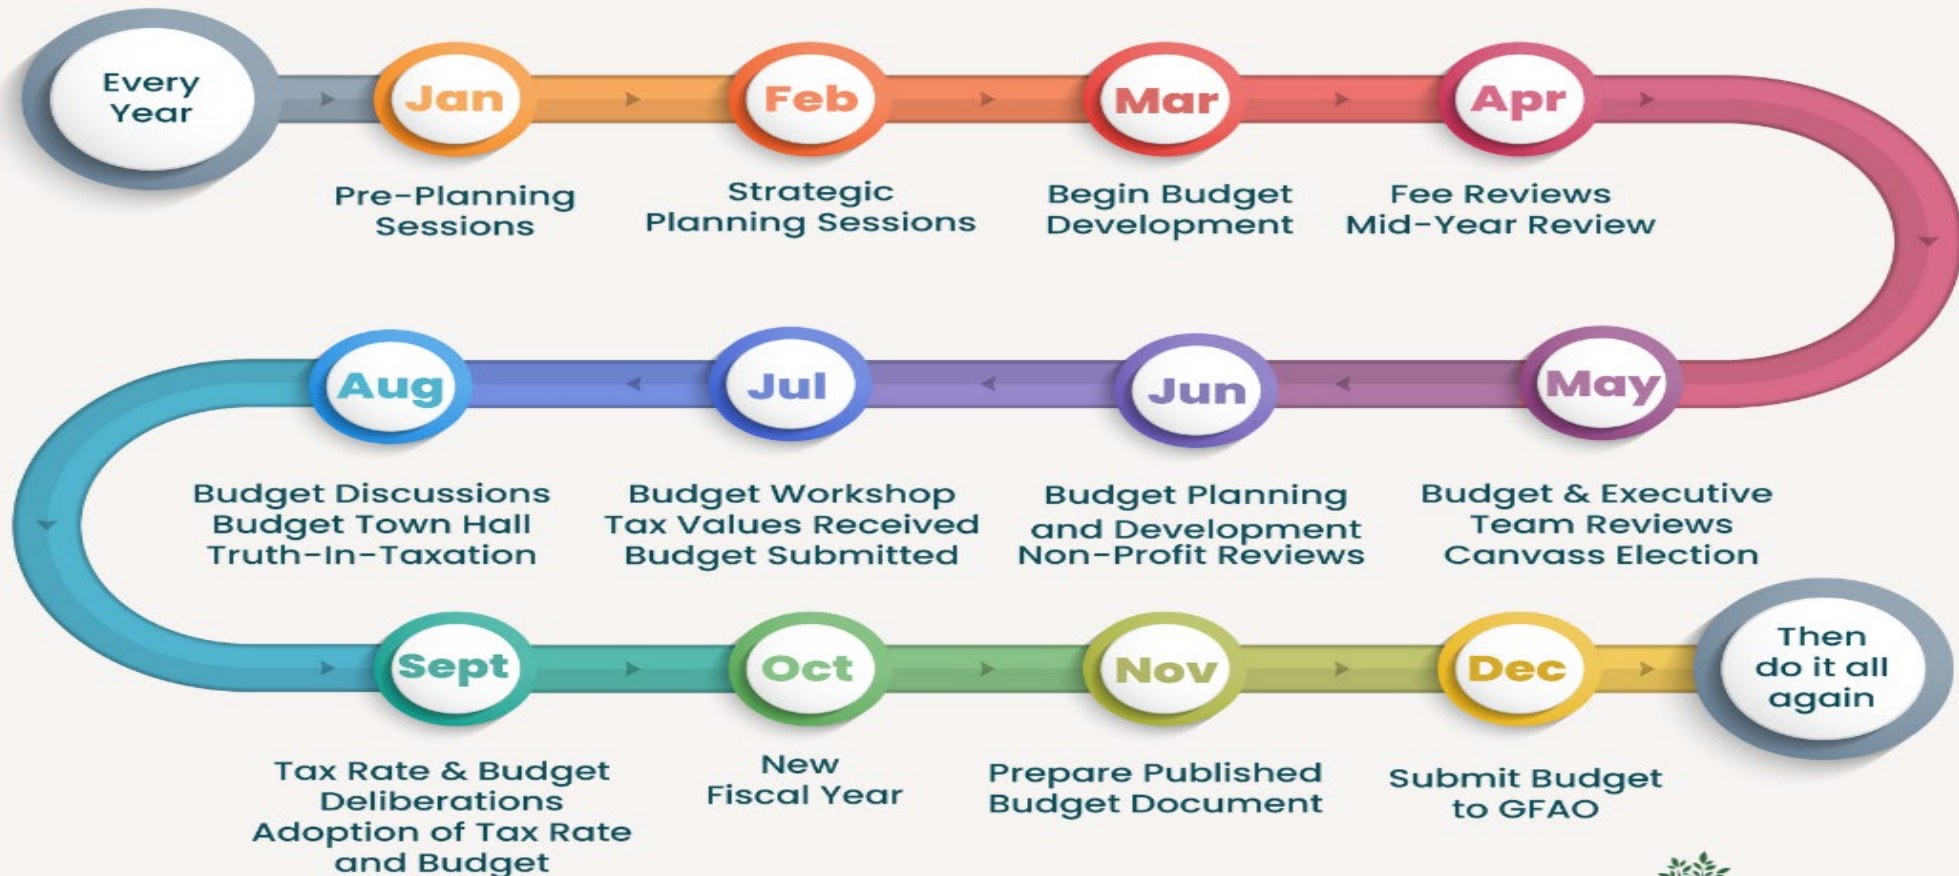 Every
Year
Jan
Feb
Mar
Apr
Pre-Planning
Sessions
Strategic
Planning Sessions
Begin Budget
Development
Fee Reviews
Mid-Year Review
May
Jun
Jul
Aug
Budget & Executive
Team Reviews
Canvass Election
Budget Planning
and Development
Non-Profit Reviews
Budget Workshop
Tax Values Received
Budget Submitted
Budget Discussions
Budget Town Hall
Truth-In-Taxation
Sept
Oct
Nov
Dec
Then
do it all
again
Tax Rate & Budget
Deliberations
Adoption of Tax Rate
and Budget
New
Fiscal Year
Prepare Published
Budget Document
Submit Budget
to GFAO